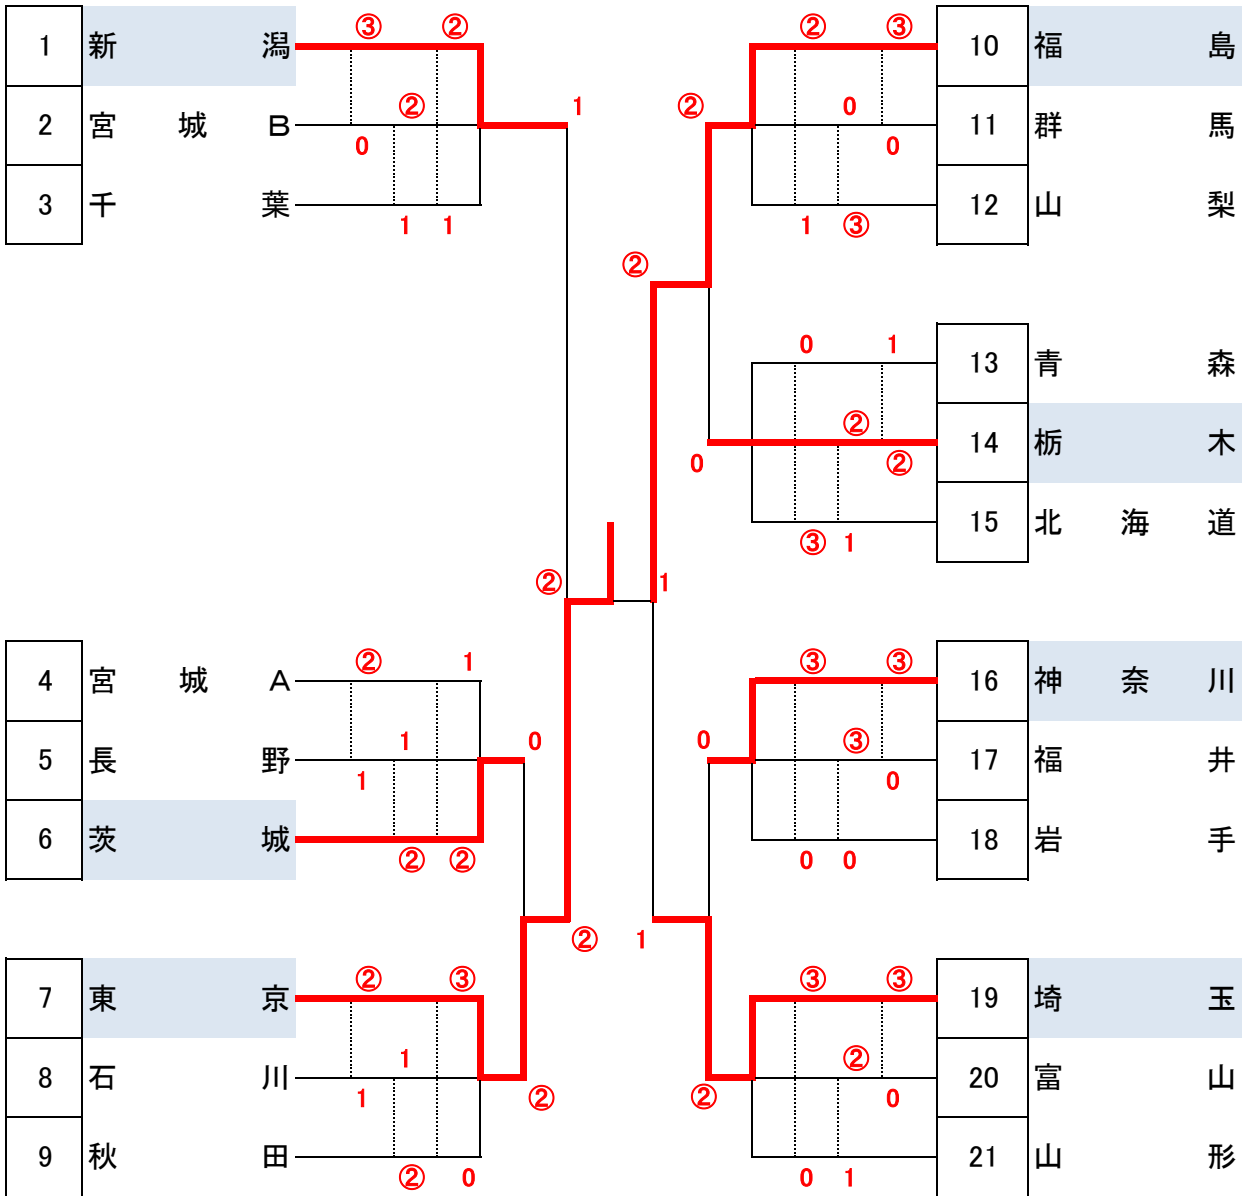 ③ ② ② ③
1 新 潟 10 福 島
② 1 ② 0
2 宮 城 B 11 群 馬
0 0
3 千 葉 12 山 梨
1 1 1 ③
②
0 1
13 青 森
②
14 栃 木
0 ②
15 北 海 道
③ 1
② 1
② 1 ③ ③
4 宮 城 A 16 神 奈 川
1 0 0 ③
5 長 野 17 福 井
1 0
6 茨 城 18 岩 手
② ② 0 0
② 1
② ③ ③ ③
7 東 京 19 埼 玉
1 ②
8 石 川 20 富 山
1 ② ② 0
9 秋 田 21 山 形
② 0 0 1